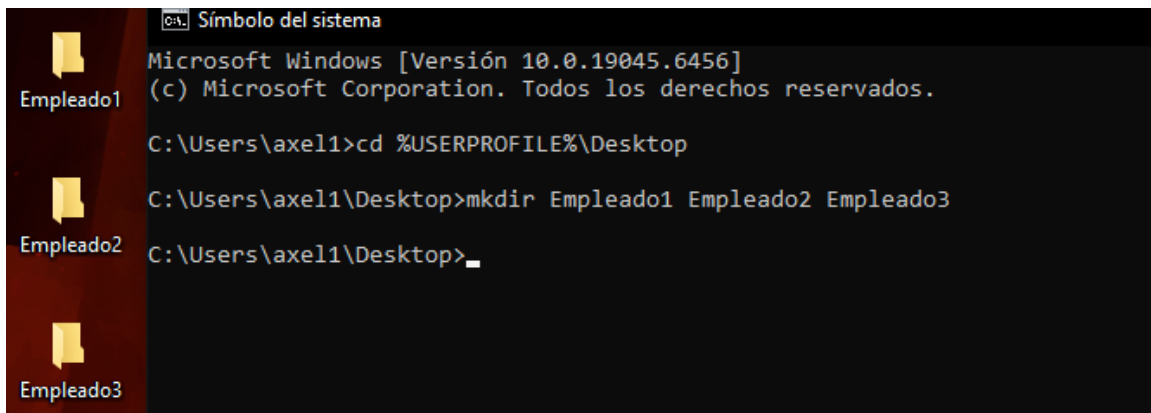 Símbolo del sistema
Microsoft Windows [Versión 10.0.19045.6456]
(c) Microsoft Corporation. Todos los derechos reservados.
C:\Users\axel1>cd %USERPROFILE%\Desktop
C:\Users\axel1\Desktop>mkdir Empleado1 Empleado2 Empleado3
C:\Users\axel1\Desktop>
Empleado1
Empleado2
Empleado3